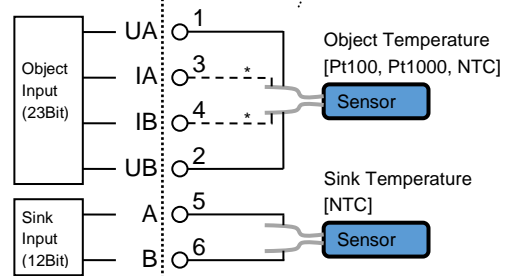 UA 1
Object Temperature
[Pt100, Pt1000, NTC]
Object
Input
(23Bit)
IA 3 *
Sensor
IB 4 *
UB 2
Sink Temperature
[NTC]
Sink
Input
(12Bit)
A 5
Sensor
B 6